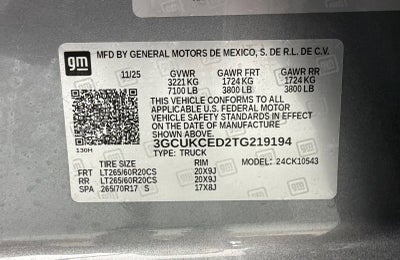 gm
MFD BY GENERAL MOTORS DE MEXICO, S. DE R.L. DE C.V.
11/25 GVWR GAWR FRT GAWR RR
3221 KG 1724 KG 1724 KG
7100 LB 3800 LB 3800 LB
THIS VEHICLE CONFORMS TO ALL
APPLICABLE U.S. FEDERAL MOTOR
VEHICLE SAFETY STANDARDS IN EFFECT
ON THE DATE OF MANUFACTURE
SHOWN ABOVE.
3GCUKCED2TG219194
130H TYPE: TRUCK
TIRE SIZE RIM MODEL: 24CK10543
FRT LT265/60R20CS 20X9J
RR LT265/60R20CS 20X9J
SPA 265/70R17 S 17X8J